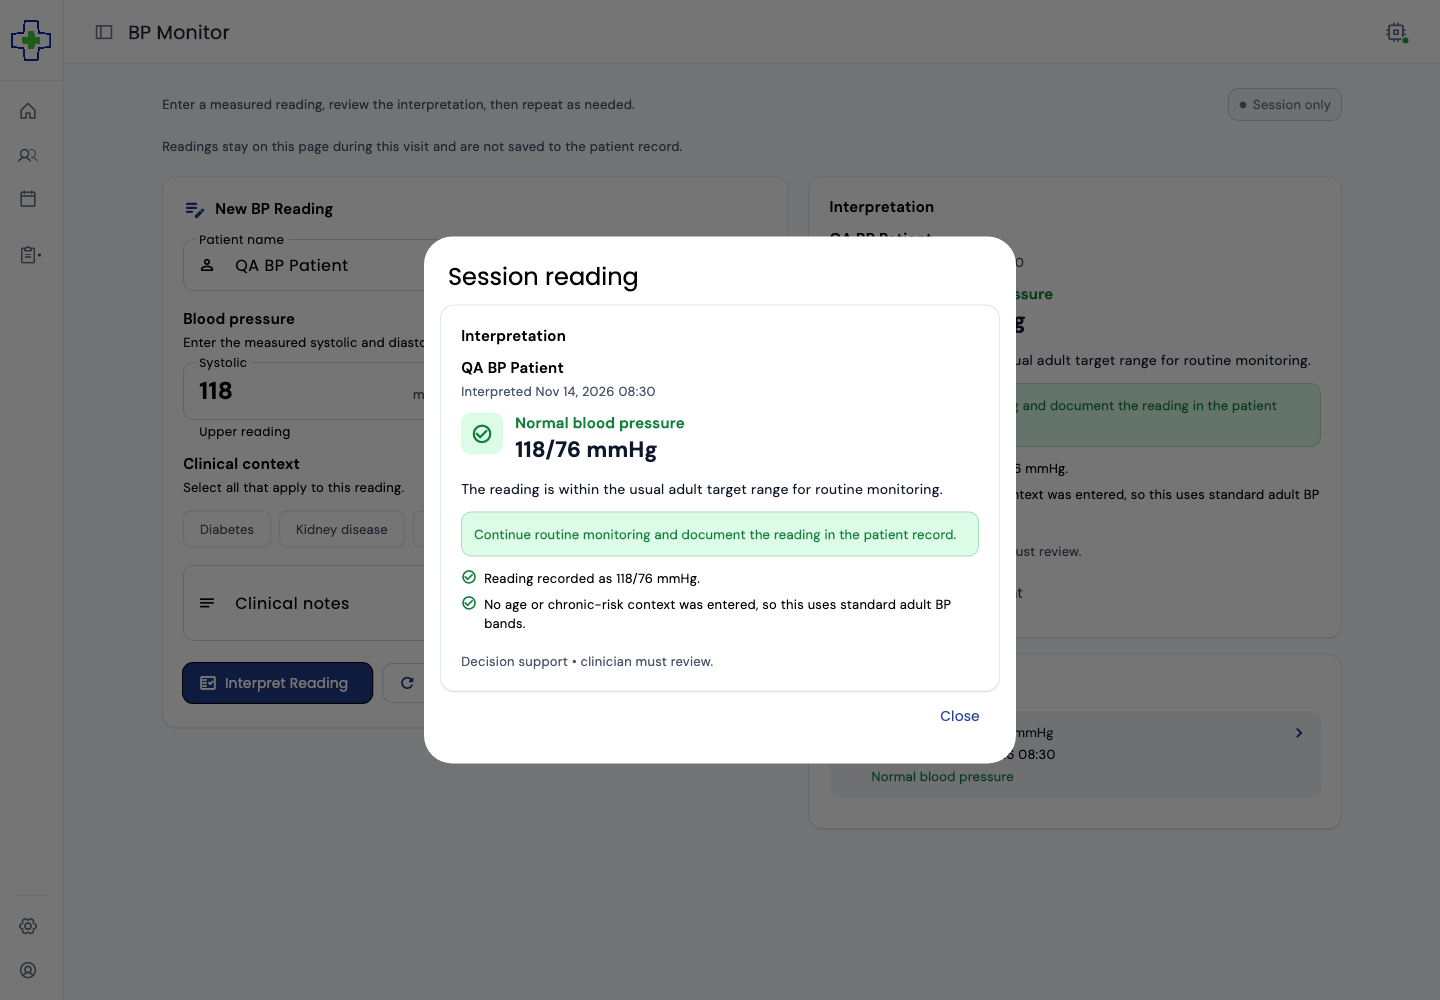 BP Monitor
Enter a measured reading, review the interpretation, then repeat as needed.
Session only
Readings stay on this page during this visit and are not saved to the patient record.
New BP Reading
Patient name
QA BP Patient
Blood pressure
Enter the measured systolic and
Systolic
118
Upper reading
Clinical context
Select all that apply to this reading.
Diabetes
Kidney disease
Clinical notes
Interpret Reading
Session reading
Interpretation
QA BP Patient
Interpreted Nov 14, 2026 08:30
Normal blood pressure
118/76 mmHg
The reading is within the usual adult target range for routine monitoring.
Continue routine monitoring and document the reading in the patient record.
Reading recorded as 118/76 mmHg.
No age or chronic-risk context was entered, so this uses standard adult BP
bands.
Decision support • clinician must review.
Close
Interpretation
adult target range for routine monitoring.
and document the reading in the patient
mmHg.
was entered, so this uses standard adult BP
review.
mmHg
08:30
Normal blood pressure